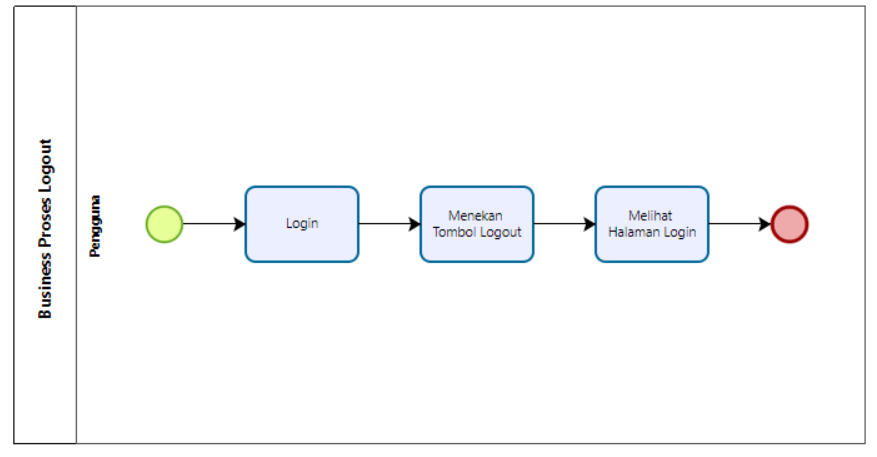 Business Proses Logout
Pengguna
Login
Menekan
Tombol Logout
Melihat
Halaman Login